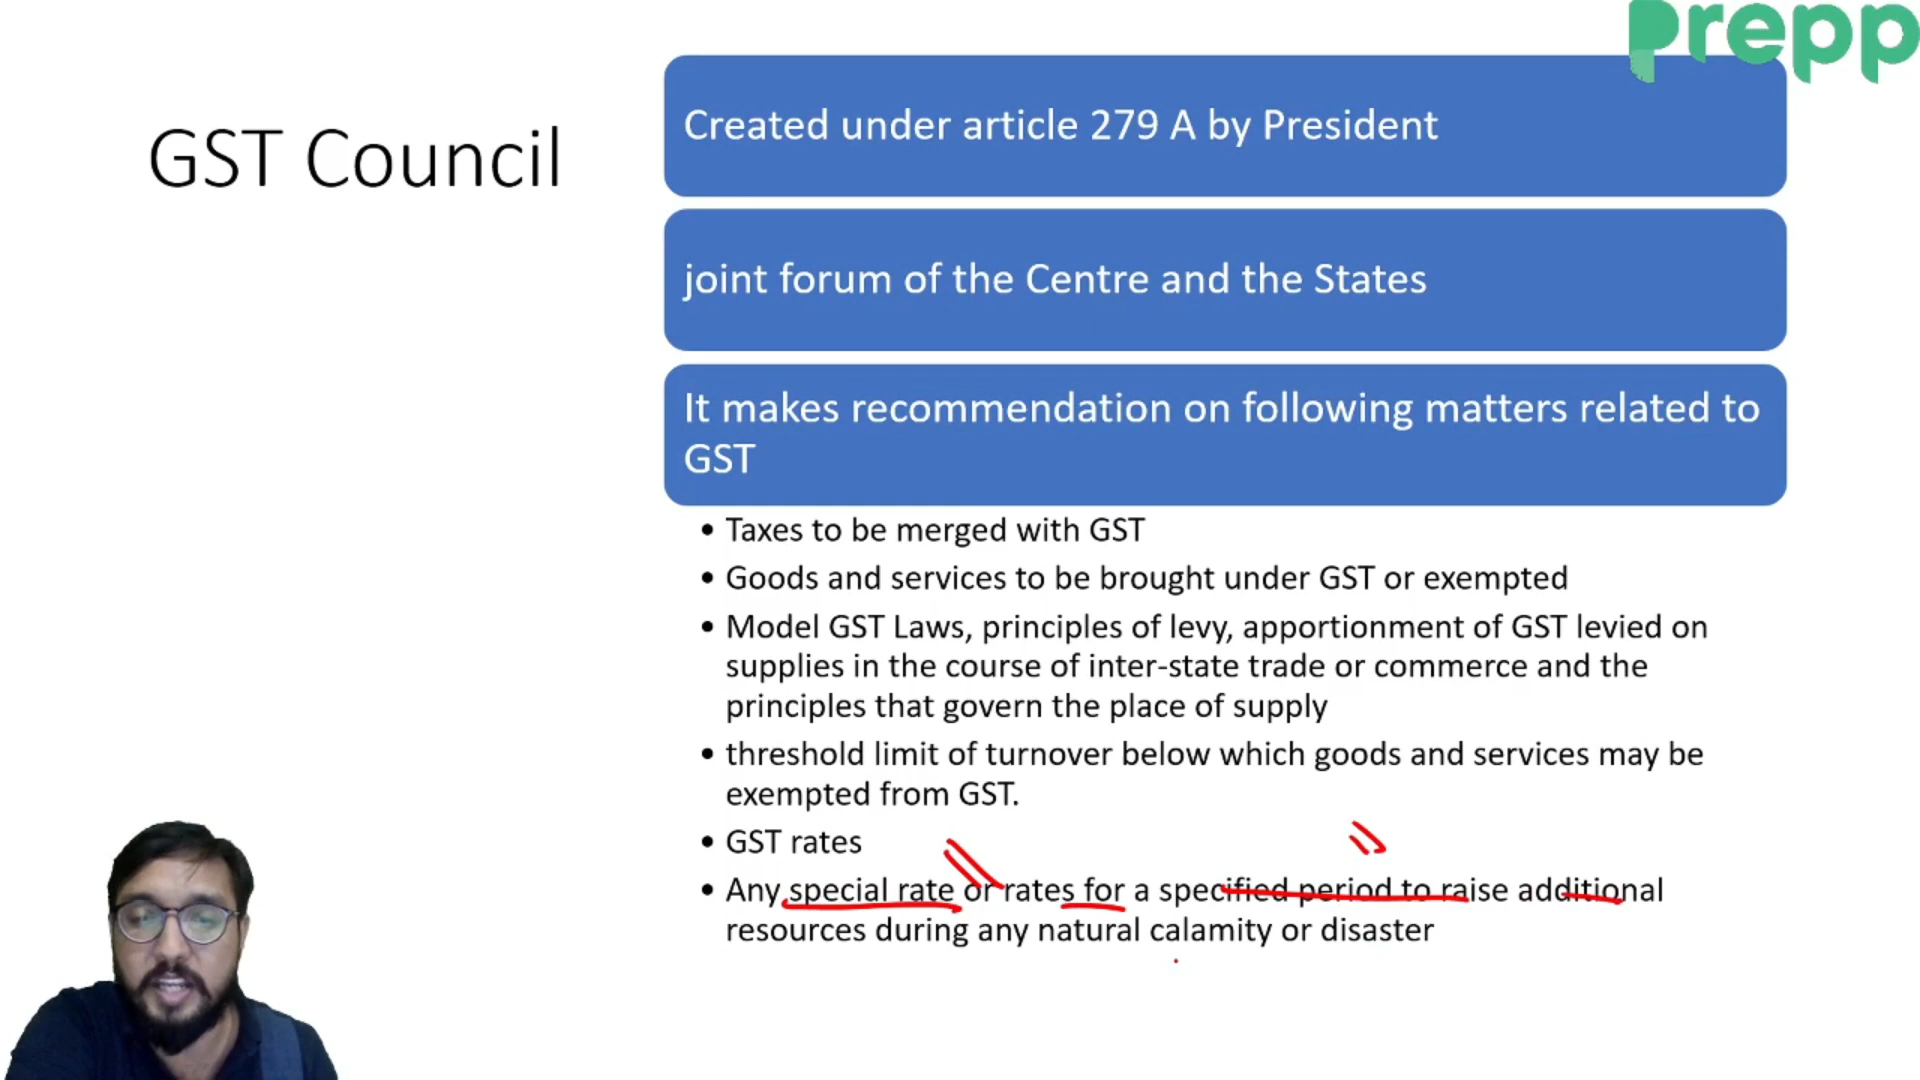 prepp
GST Council
Created under article 279 A by President
joint forum of the Centre and the States
It makes recommendation on following matters related to
GST
• Taxes to be merged with GST
• Goods and services to be brought under GST or exempted
• Model GST Laws, principles of levy, apportionment of GST levied on
supplies in the course of inter-state trade or commerce and the
principles that govern the place of supply
• threshold limit of turnover below which goods and services may be
exempted from GST.
• GST rates
• Any special rate or rates for a specified period to raise additional
resources during any natural calamity or disaster